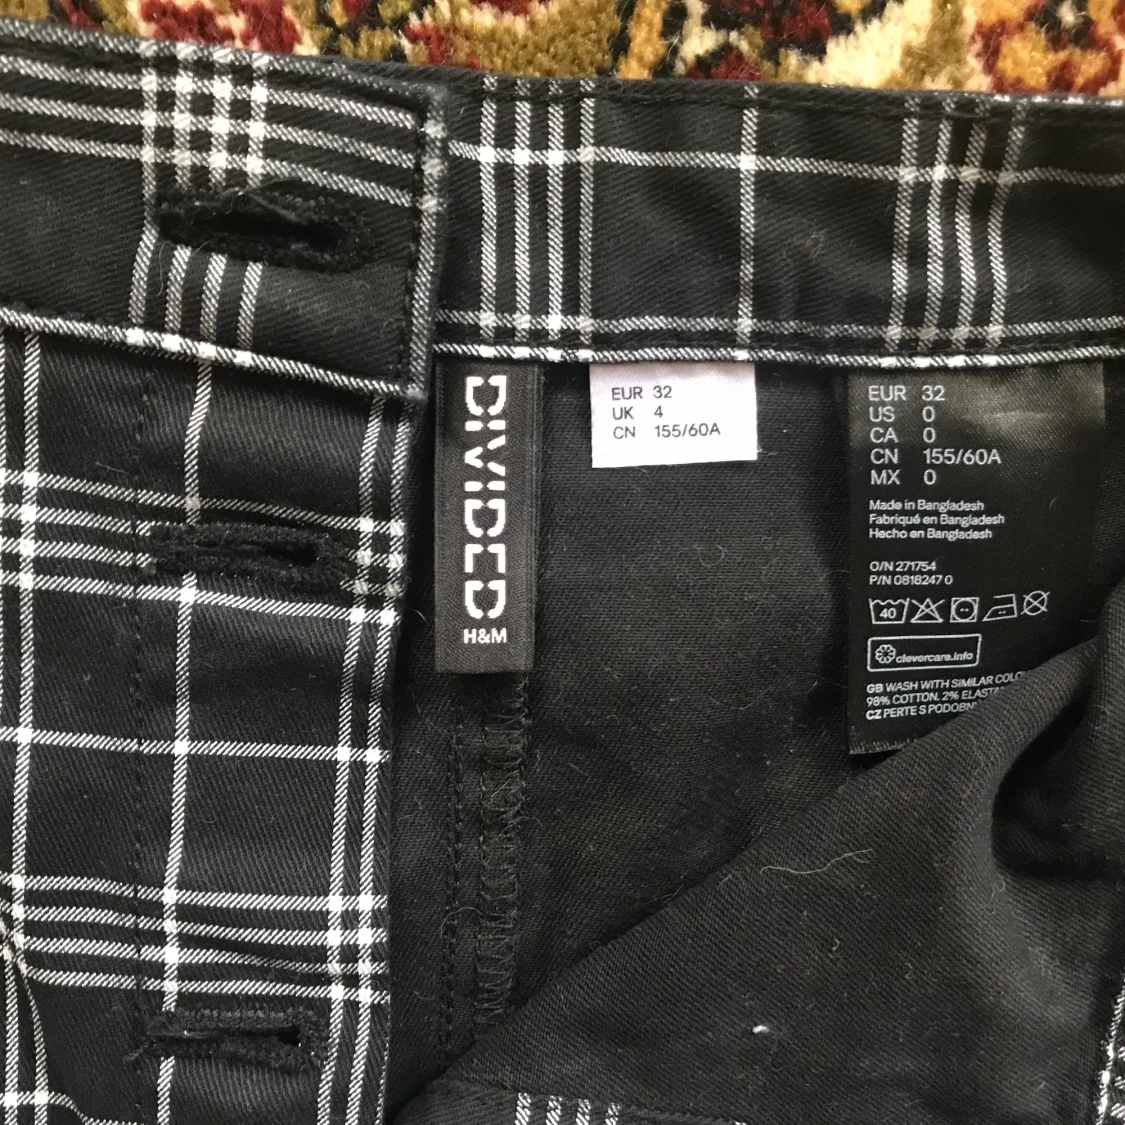 DIVIDED
H&M
EUR 32
UK 4
CN 155/60A
EUR 32
US 0
CA 0
CN 155/60A
MX 0
Made in Bangladesh
Fabriqué en Bangladesh
Hecho en Bangladesh
O/N 271754
P/N 0818247 0
40
clevercare.info
GB WASH WITH SIMILAR
98% COTTON. 2%
CZ PERTE S